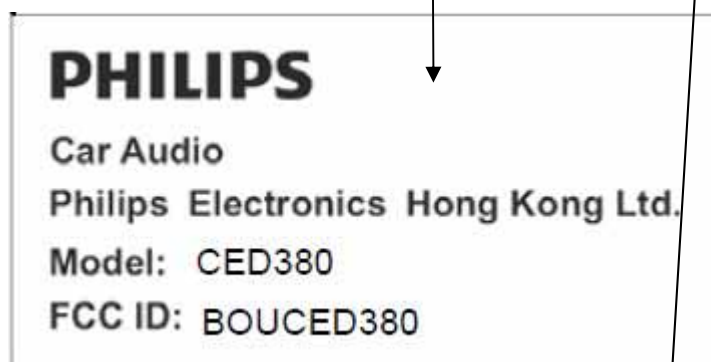 PHILIPS
Car Audio
Philips Electronics Hong Kong Ltd.
Model: CED380
FCC ID: BOUCED380